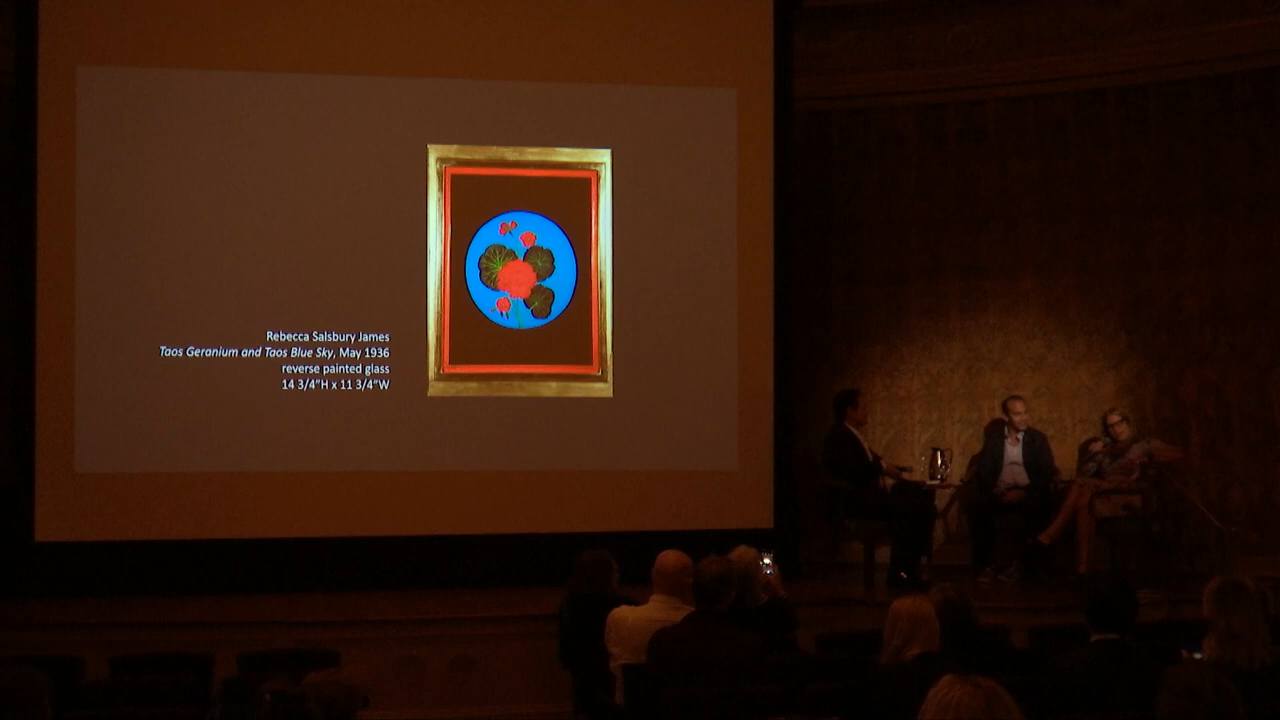 Rebecca Salsbury James
Taos Geranium and Taos Blue Sky, May 1936
reverse painted glass
14 3/4"H x 11 3/4"W